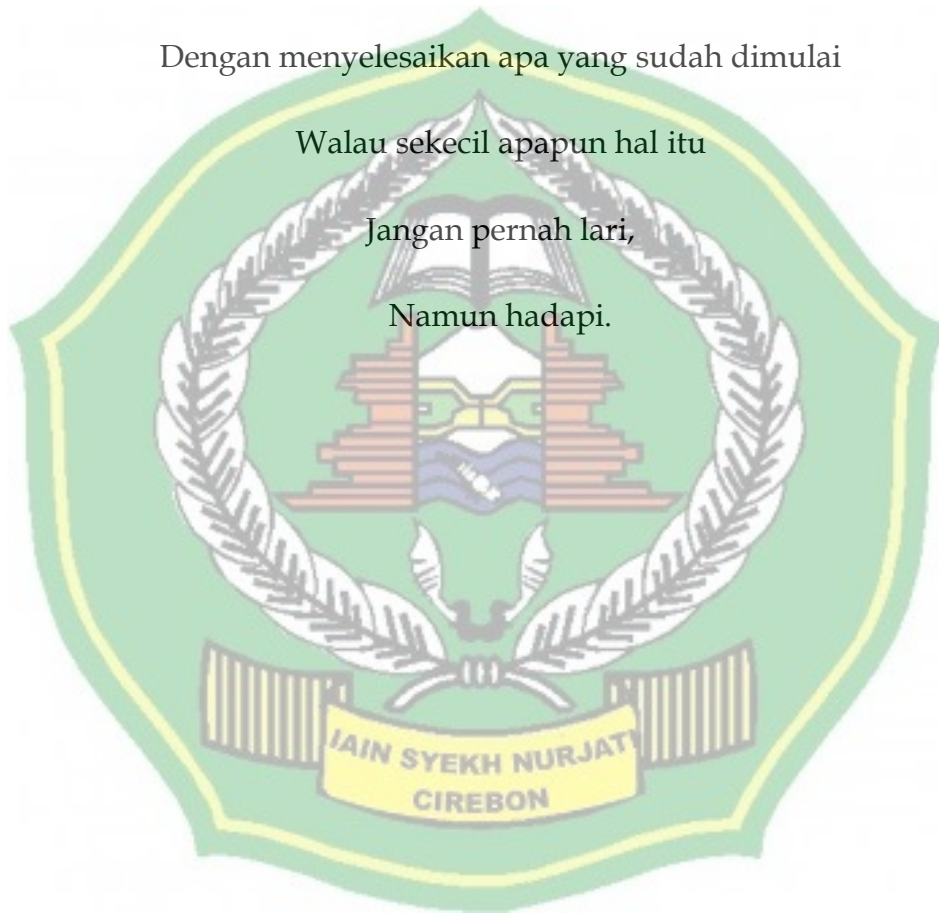 Dengan menyelesaikan apa yang sudah dimulai
Walau sekecil apapun hal itu
Jangan pernah lari,
Namun hadapi.
IAIN SYEKH NURJATI
CIREBON